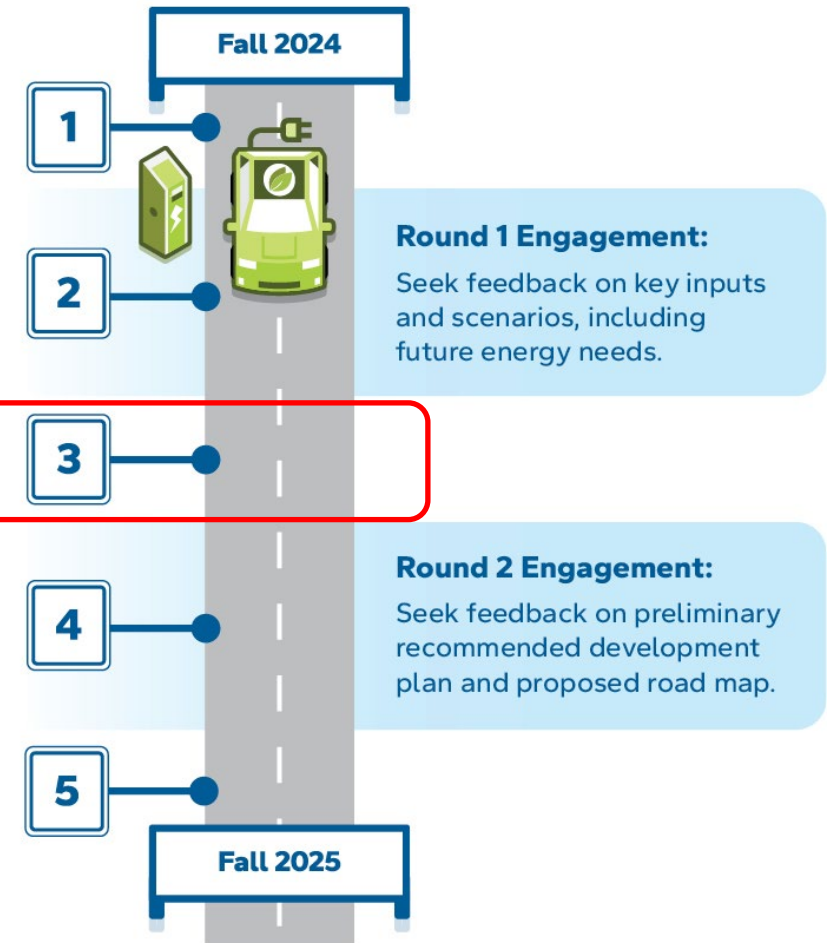 Fall 2024
1
2
Round 1 Engagement:
Seek feedback on key inputs
and scenarios, including
future energy needs.
3
4
Round 2 Engagement:
Seek feedback on preliminary
recommended development
plan and proposed road map.
5
Fall 2025